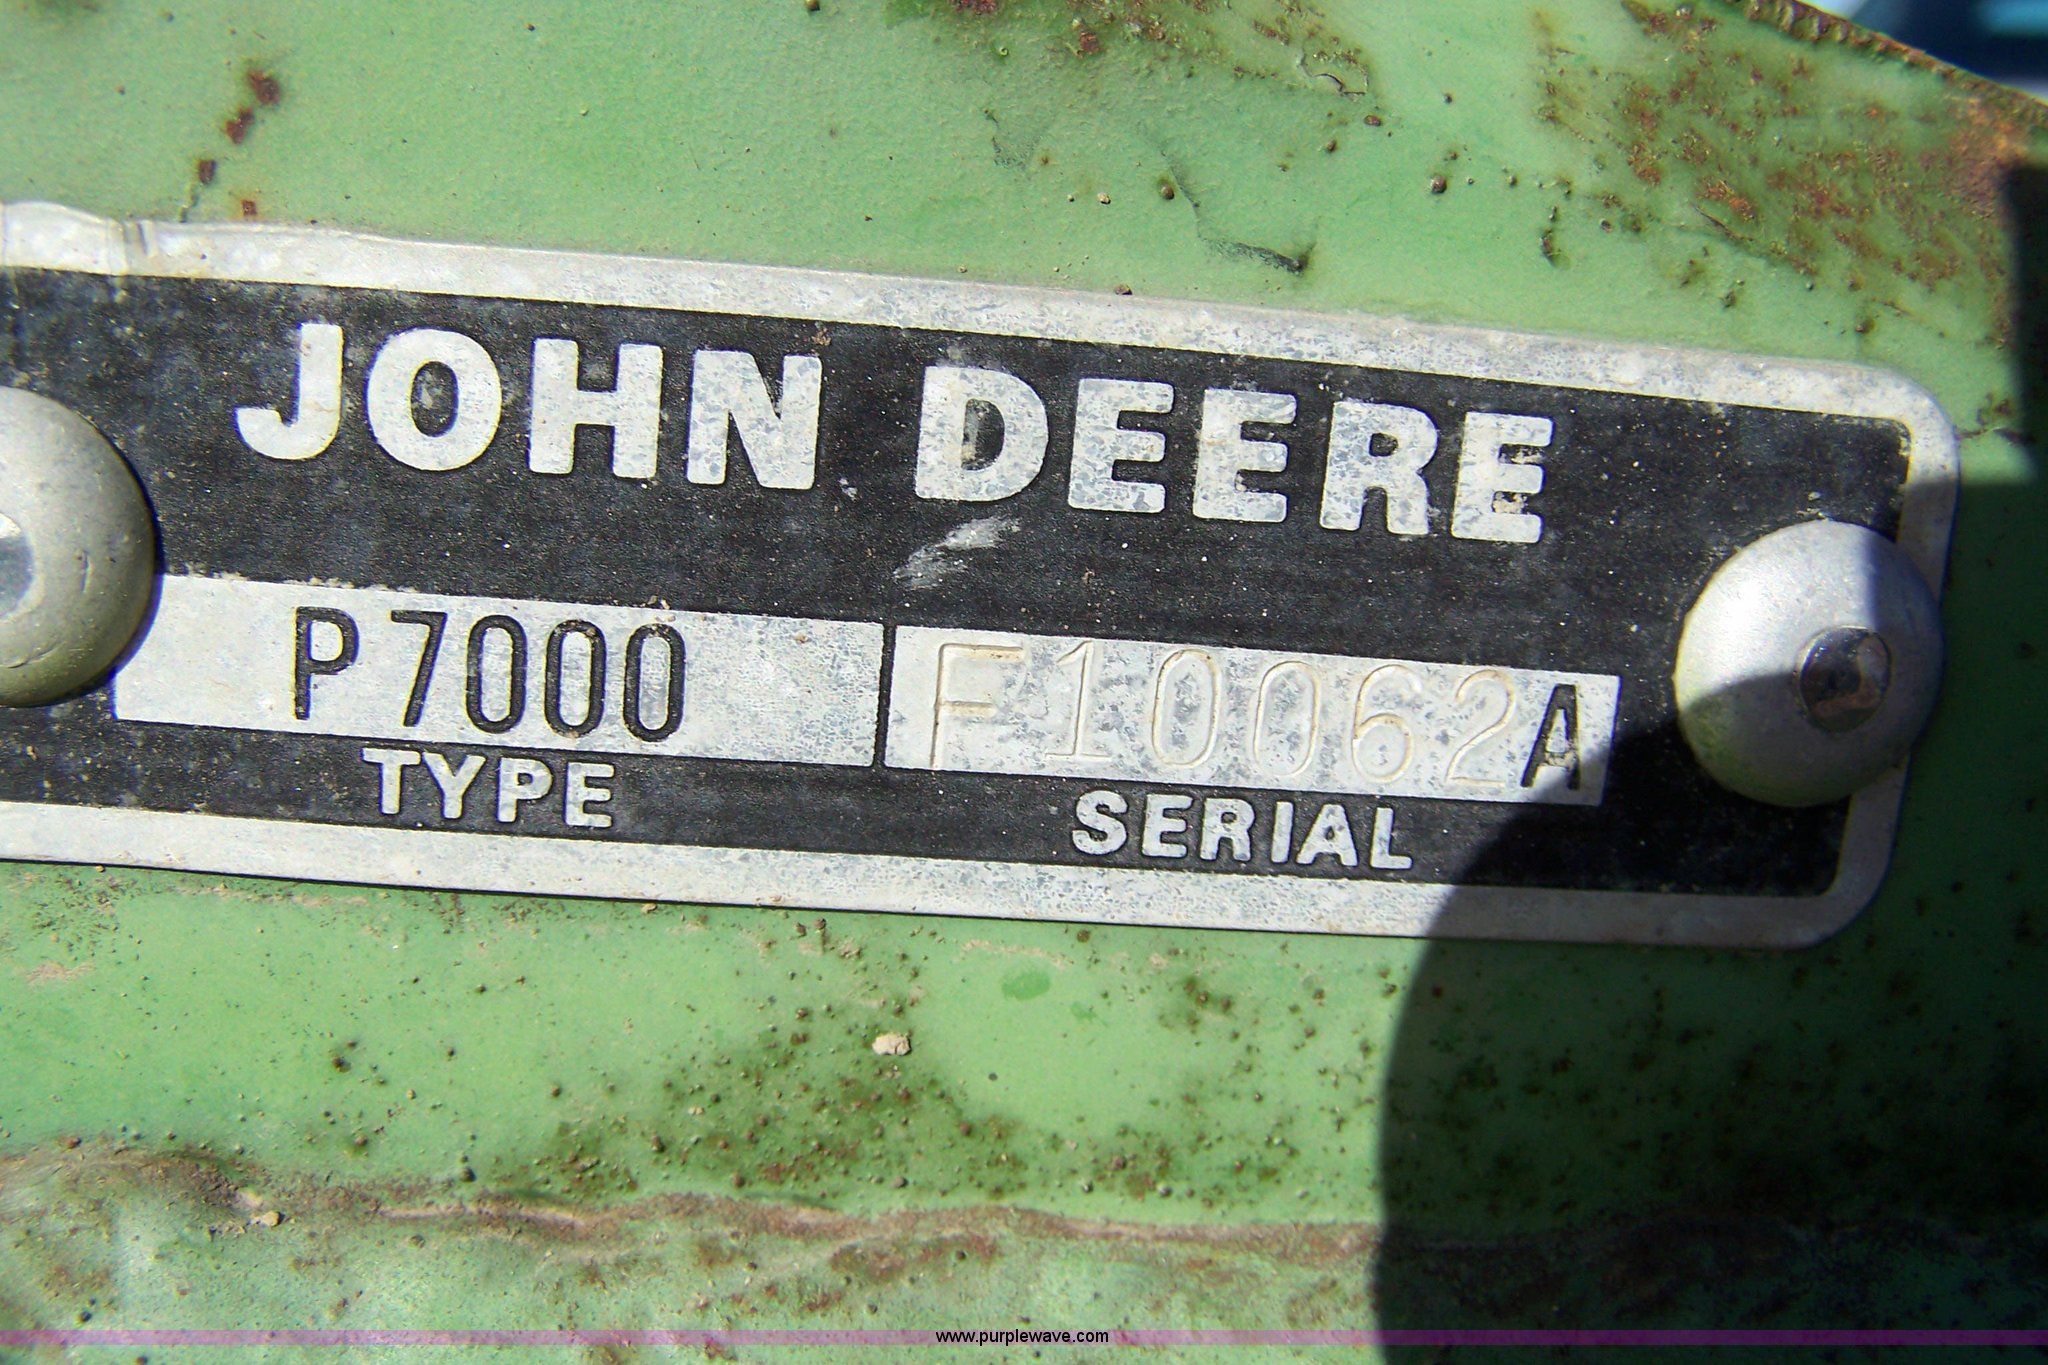 JOHN DEERE
P7000 F10062A
TYPE SERIAL
www.purplewave.com